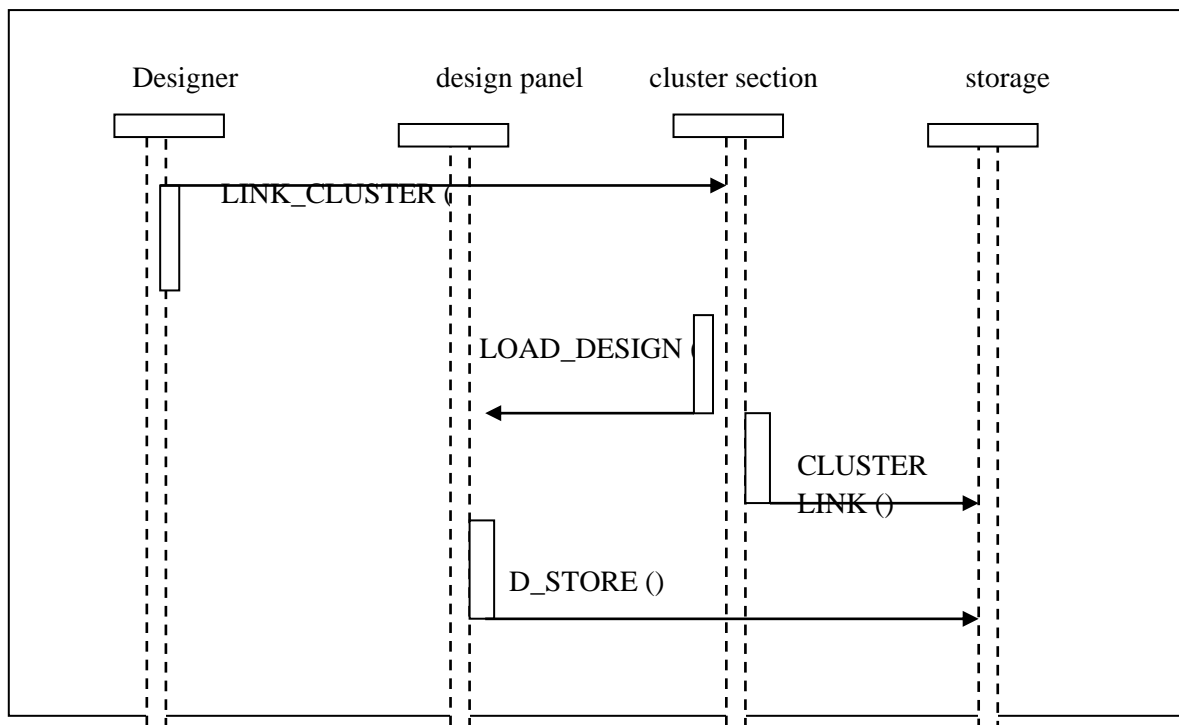 Designer design panel cluster section storage
LINK_CLUSTER (
LOAD_DESIGN (
CLUSTER
LINK ()
D_STORE ()